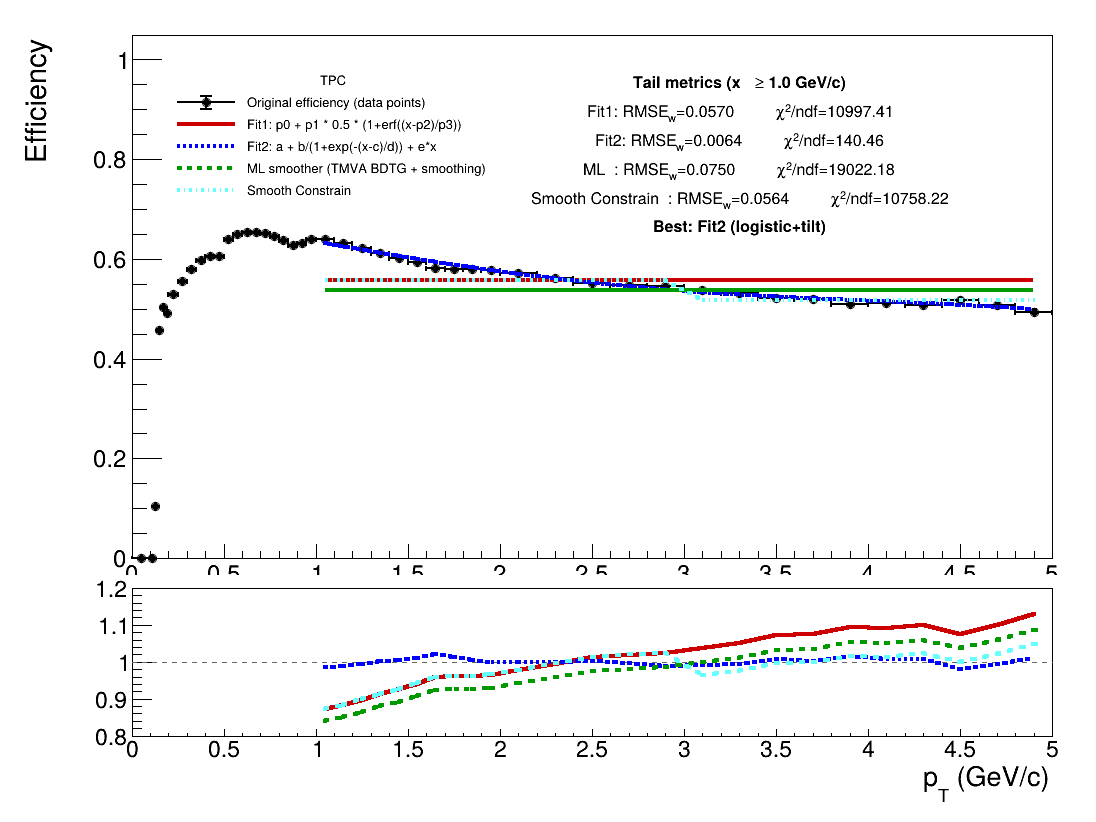 Efficiency
1
0.8
0.6
0.4
0.2
0
TPC
Original efficiency (data points)
Fit1: p0 + p1 * 0.5 * (1+erf((x-p2)/p3))
Fit2: a + b/(1+exp(-(x-c)/d)) + e*x
ML smoother (TMVA BDTG + smoothing)
Smooth Constrain
Tail metrics (x ≥ 1.0 GeV/c)
Fit1: RMSE_w=0.0570 χ²/ndf=10997.41
Fit2: RMSE_w=0.0064 χ²/ndf=140.46
ML : RMSE_w=0.0750 χ²/ndf=19022.18
Smooth Constrain : RMSE_w=0.0564 χ²/ndf=10758.22
Best: Fit2 (logistic+tilt)
0 0.5 1 1.5 2 2.5 3 3.5 4 4.5 5
1.2
1.1
1
0.9
0.8
0 0.5 1 1.5 2 2.5 3 3.5 4 4.5 5
p_T (GeV/c)